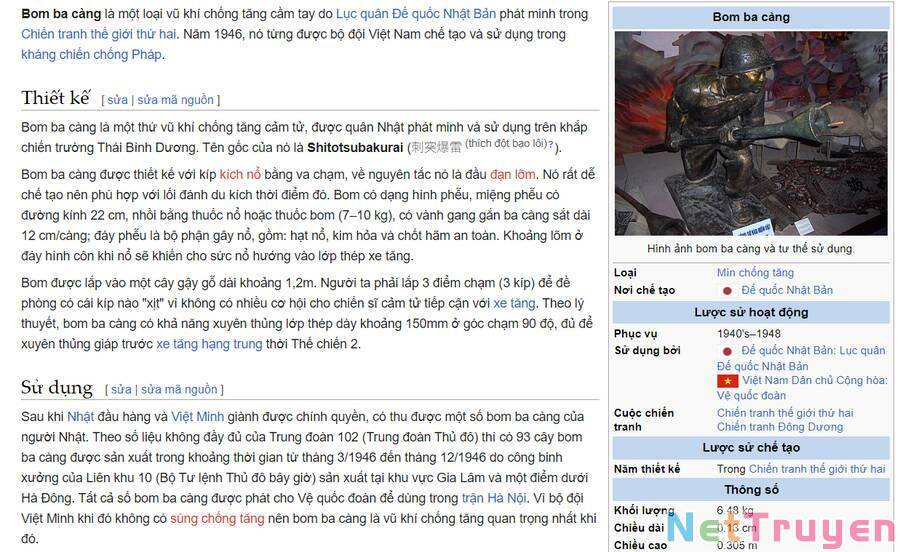 Bom ba càng là một loại vũ khí chống tăng cầm tay do Lục quân Đế quốc Nhật Bản phát minh trong
Chiến tranh thế giới thứ hai. Năm 1946, nó từng được bộ đội Việt Nam chế tạo và sử dụng trong
kháng chiến chống Pháp.
Thiết kế [ sửa | sửa mã nguồn ]
Bom ba càng là một thứ vũ khí chống tăng cảm tử, được quân Nhật phát minh và sử dụng trên khắp
chiến trường Thái Bình Dương. Tên gốc của nó là Shitotsubakurai (刺突爆雷 (thích đột bạo lôi)?).
Bom ba càng được thiết kế với kíp kích nổ bằng va chạm, về nguyên tắc nó là đầu đạn lõm. Nó rất dễ
chế tạo nên phù hợp với lối đánh du kích thời điểm đó. Bom có dạng hình phễu, miệng phễu có
đường kính 22 cm, nhồi bằng thuốc nổ hoặc thuốc bom (7–10 kg), có vành gang gắn ba càng sắt dài
12 cm/càng; đáy phễu là bộ phận gây nổ, gồm: hạt nổ, kim hỏa và chốt hãm an toàn. Khoảng lõm ở
đáy hình côn khi nổ sẽ khiến cho sức nổ hướng vào lớp thép xe tăng.
Bom được lắp vào một cây gậy gỗ dài khoảng 1,2m. Người ta phải lắp 3 điểm chạm (3 kíp) để đề
phòng có cái kíp nào "xịt" vì không có nhiều cơ hội cho chiến sĩ cảm tử tiếp cận với xe tăng. Theo lý
thuyết, bom ba càng có khả năng xuyên thủng lớp thép dày khoảng 150mm ở góc chạm 90 độ, đủ để
xuyên thủng giáp trước xe tăng hạng trung thời Thế chiến 2.
Sử dụng [ sửa | sửa mã nguồn ]
Sau khi Nhật đầu hàng và Việt Minh giành được chính quyền, có thu được một số bom ba càng của
người Nhật. Theo số liệu không đầy đủ của Trung đoàn 102 (Trung đoàn Thủ đô) thì có 93 cây bom
ba càng được sản xuất trong khoảng thời gian từ tháng 3/1946 đến tháng 12/1946 do công binh
xưởng của Liên khu 10 (Bộ Tư lệnh Thủ đô bây giờ) sản xuất tại khu vực Gia Lâm và một điểm dưới
Hà Đông. Tất cả số bom ba càng được phát cho Vệ quốc đoàn để dùng trong trận Hà Nội. Vì bộ đội
Việt Minh khi đó không có súng chống tăng nên bom ba càng là vũ khí chống tăng quan trọng nhất khi
đó.
Bom ba càng
Hình ảnh bom ba càng và tư thế sử dụng.
Loại Mìn chống tăng
Nơi chế tạo Đế quốc Nhật Bản
Lược sử hoạt động
Phục vụ 1940's–1948
Sử dụng bởi Đế quốc Nhật Bản: Lục quân
Đế quốc Nhật Bản
Việt Nam Dân chủ Cộng hòa:
Vệ quốc đoàn
Cuộc chiến tranh Chiến tranh thế giới thứ hai
Chiến tranh Đông Dương
Lược sử chế tạo
Năm thiết kế Trong Chiến tranh thế giới thứ hai
Thông số
Khối lượng 6.48 kg
Chiều dài 0.13 cm
Chiều cao 0.305 m
NetTruyen